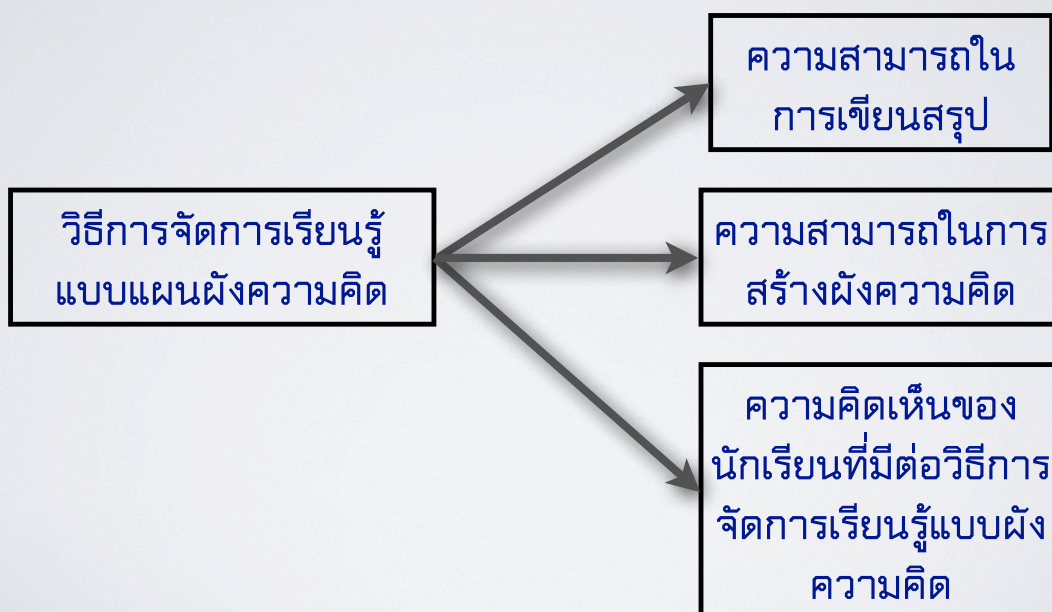 ความสามารถใน
การเขียนสรุป
วิธีการจัดการเรียนรู้
แบบแผนผังความคิด
ความสามารถในการ
สร้างผังความคิด
ความคิดเห็นของ
นักเรียนที่มีต่อวิธีการ
จัดการเรียนรู้แบบผัง
ความคิด